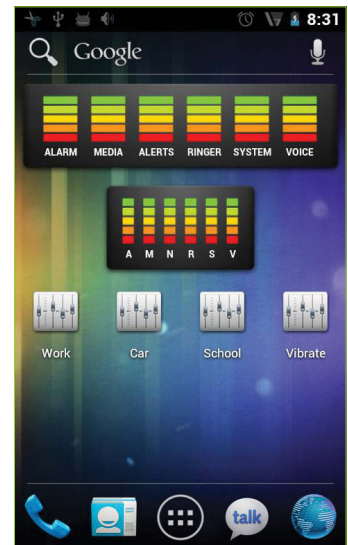 8:31
Google
ALARM MEDIA ALERTS RINGER SYSTEM VOICE
A M N R S V
Work Car School Vibrate
talk